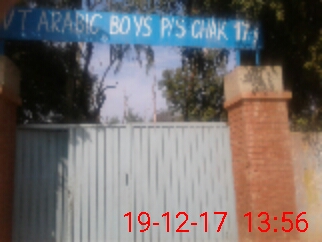 VT ARABIC BOYS P/S CHAK 17
19-12-17 13:56